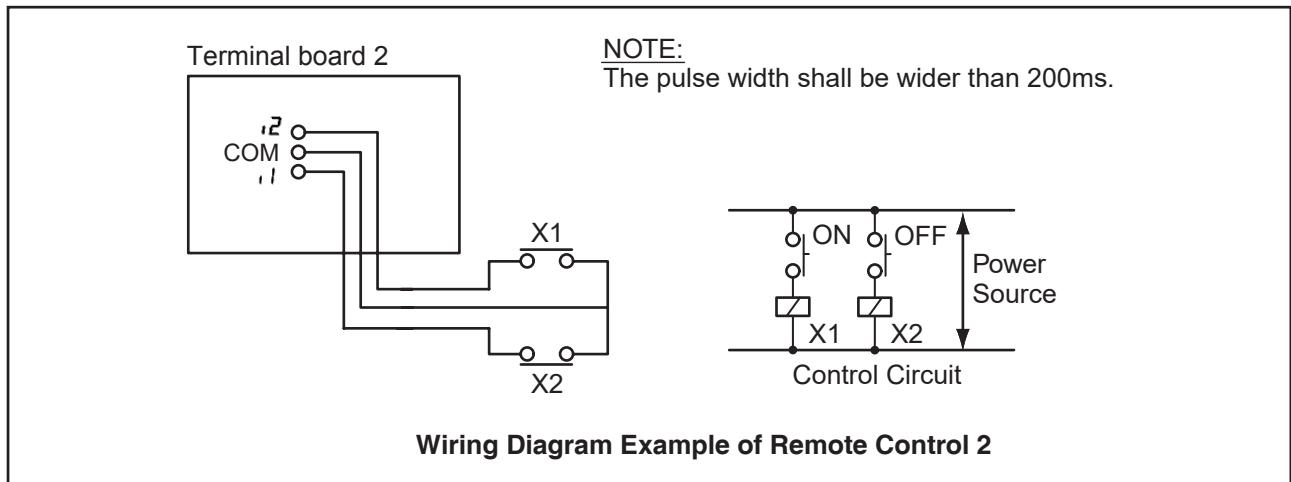 Terminal board 2
NOTE:
The pulse width shall be wider than 200ms.
i2
COM
i1
X1
X2
ON
OFF
Power
Source
X1
X2
Control Circuit
Wiring Diagram Example of Remote Control 2